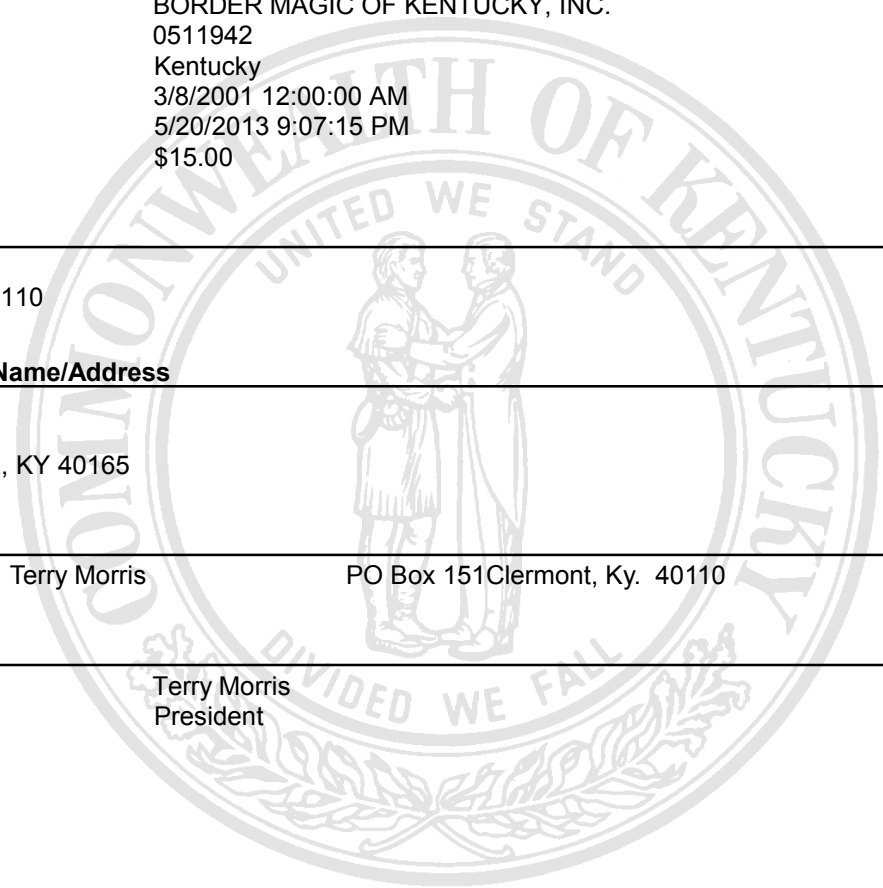 BORDER MAGIC OF KENTUCKY, INC.
0511942
Kentucky
3/8/2001 12:00:00 AM
5/20/2013 9:07:15 PM
$15.00
COMMONWEALTH OF KENTUCKY
UNITED WE STAND
110
Name/Address
, KY 40165
Terry Morris PO Box 151Clermont, Ky. 40110
DIVIDED WE FALL
Terry Morris
President